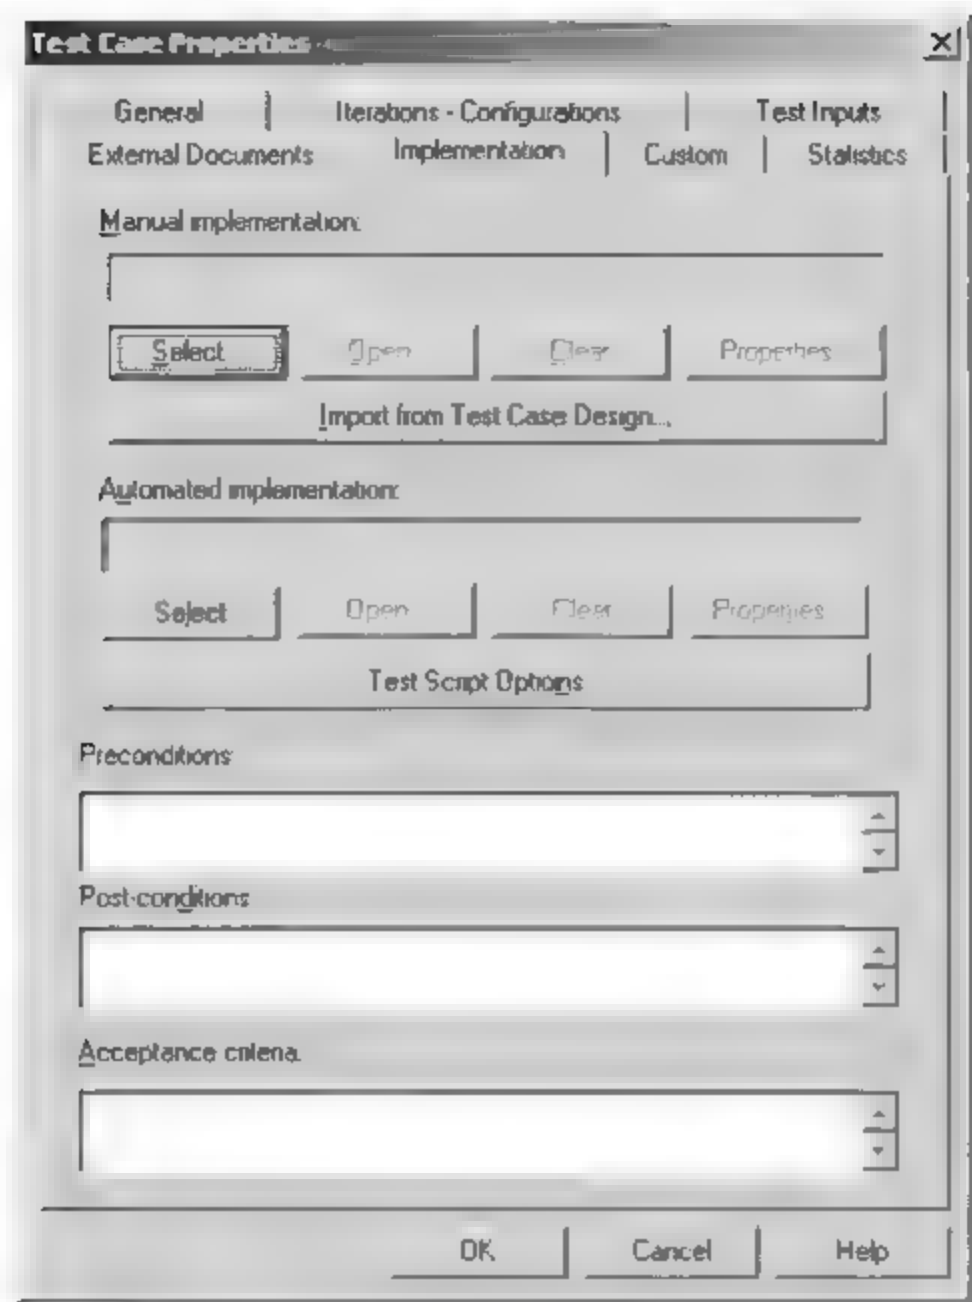 Test Case Properties
General Iterations - Configurations Test Inputs
External Documents Implementation Custom Statistics
Manual implementation:
Select Open Clear Properties
Import from Test Case Design...
Automated implementation:
Select Open Clear Properties
Test Script Options
Preconditions
Post-conditions
Acceptance criteria
OK Cancel Help